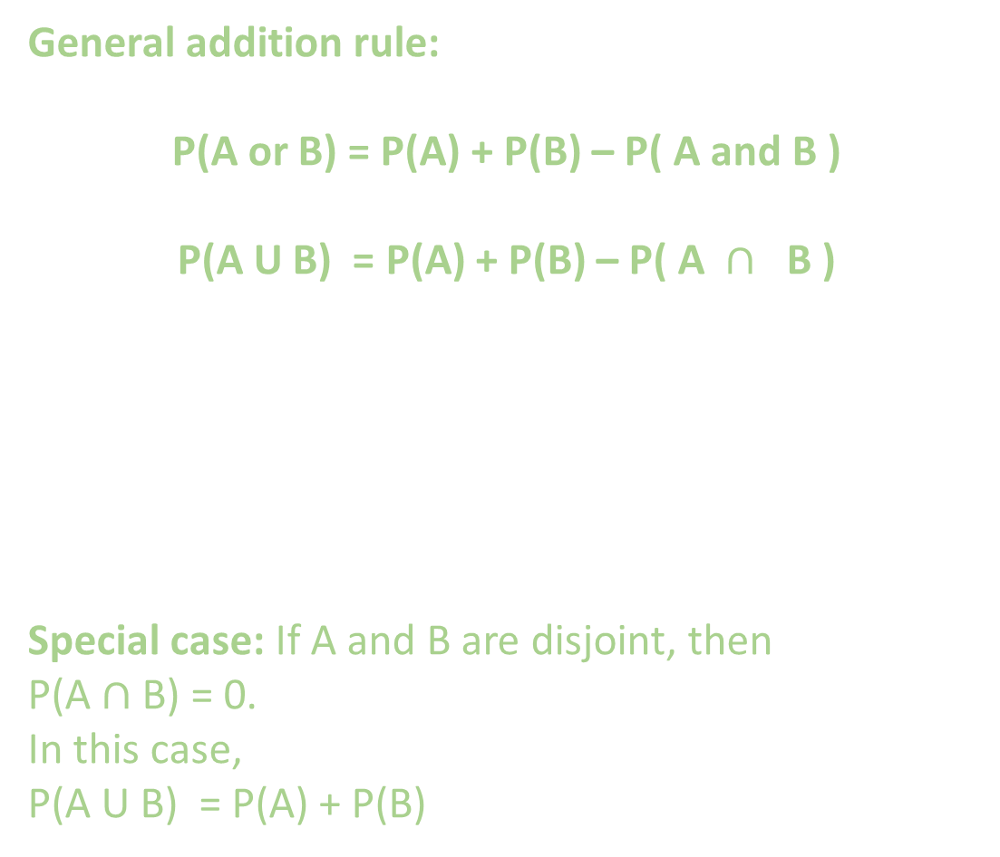 General addition rule:
P(A or B) = P(A) + P(B) – P( A and B )
P(A U B) = P(A) + P(B) – P( A ∩ B )
Special case: If A and B are disjoint, then
P(A ∩ B) = 0.
In this case,
P(A U B) = P(A) + P(B)